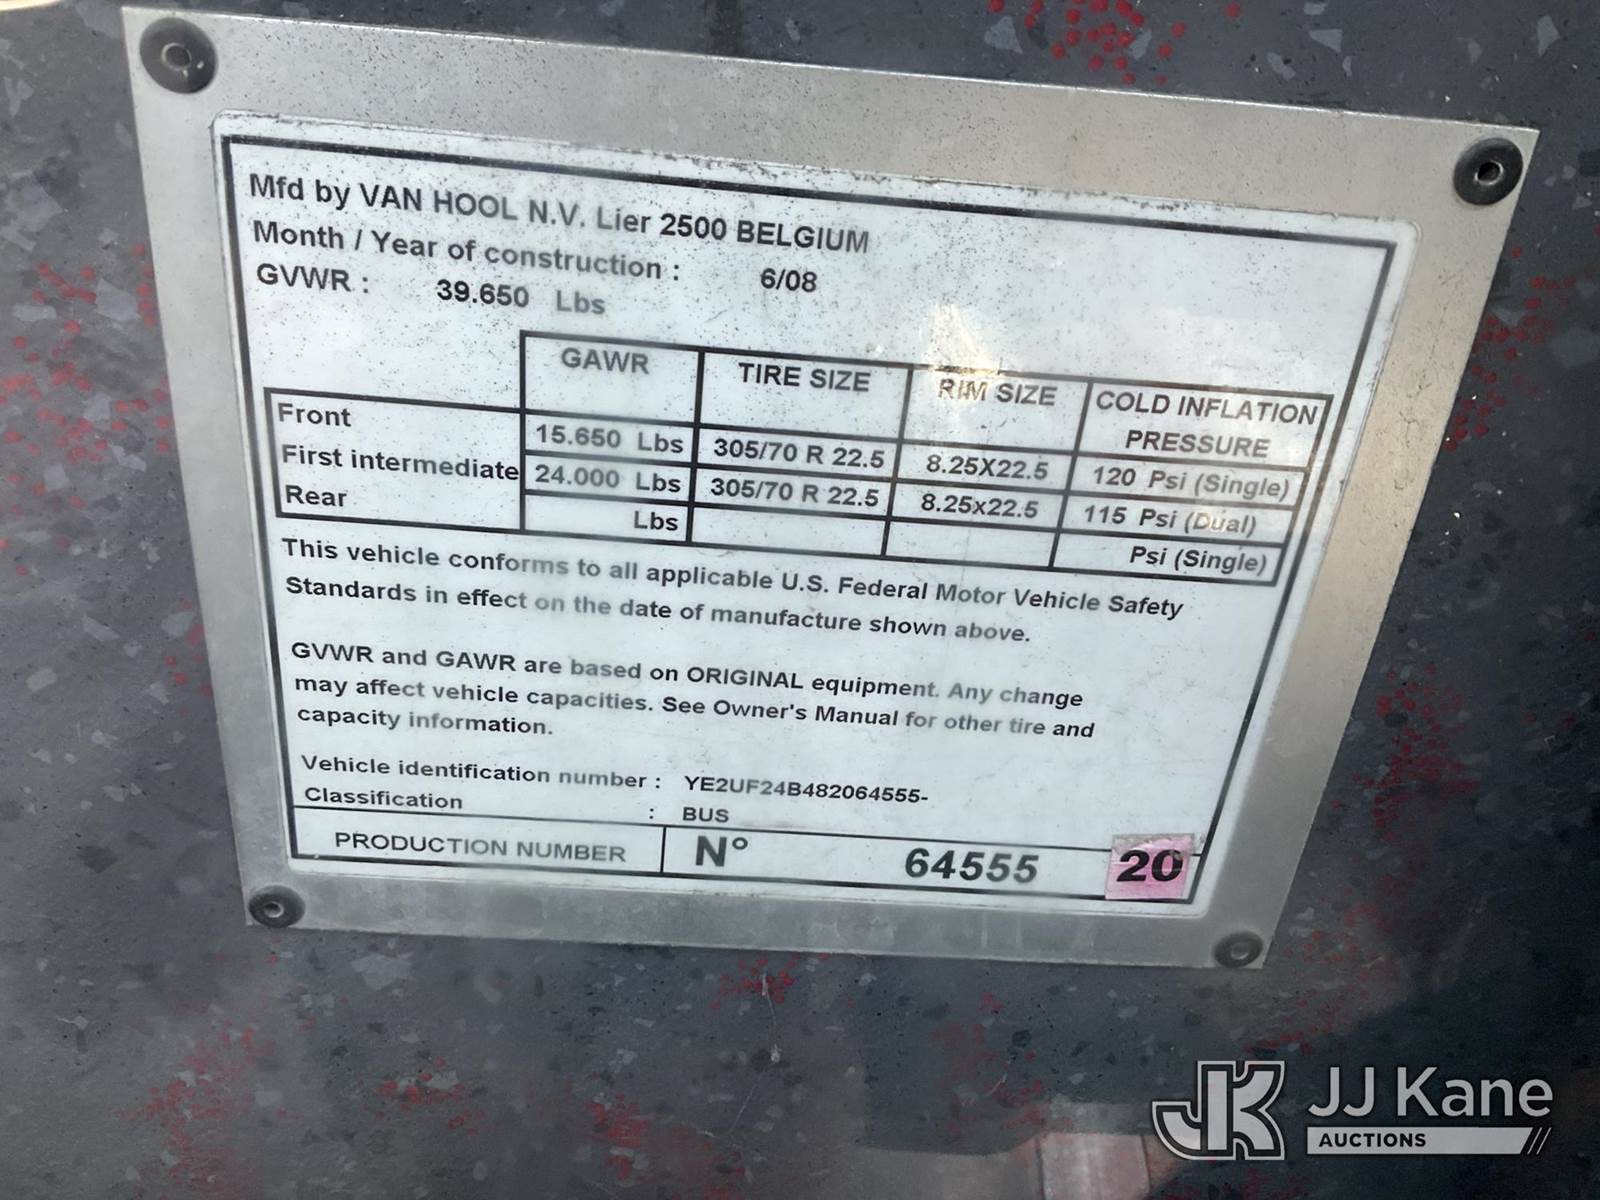 Mfd by VAN HOOL N.V. Lier 2500 BELGIUM
Month / Year of construction : 6/08
GVWR : 39.650 Lbs
GAWR TIRE SIZE RIM SIZE COLD INFLATION PRESSURE
Front 15.650 Lbs 305/70 R 22.5 8.25X22.5 120 Psi (Single)
First intermediate 24.000 Lbs 305/70 R 22.5 8.25x22.5 115 Psi (Dual)
Rear Lbs Psi (Single)
This vehicle conforms to all applicable U.S. Federal Motor Vehicle Safety
Standards in effect on the date of manufacture shown above.
GVWR and GAWR are based on ORIGINAL equipment. Any change
may affect vehicle capacities. See Owner's Manual for other tire and
capacity information.
Vehicle identification number : YE2UF24B482064555-
Classification : BUS
PRODUCTION NUMBER N° 64555 20
JK JJ Kane
AUCTIONS